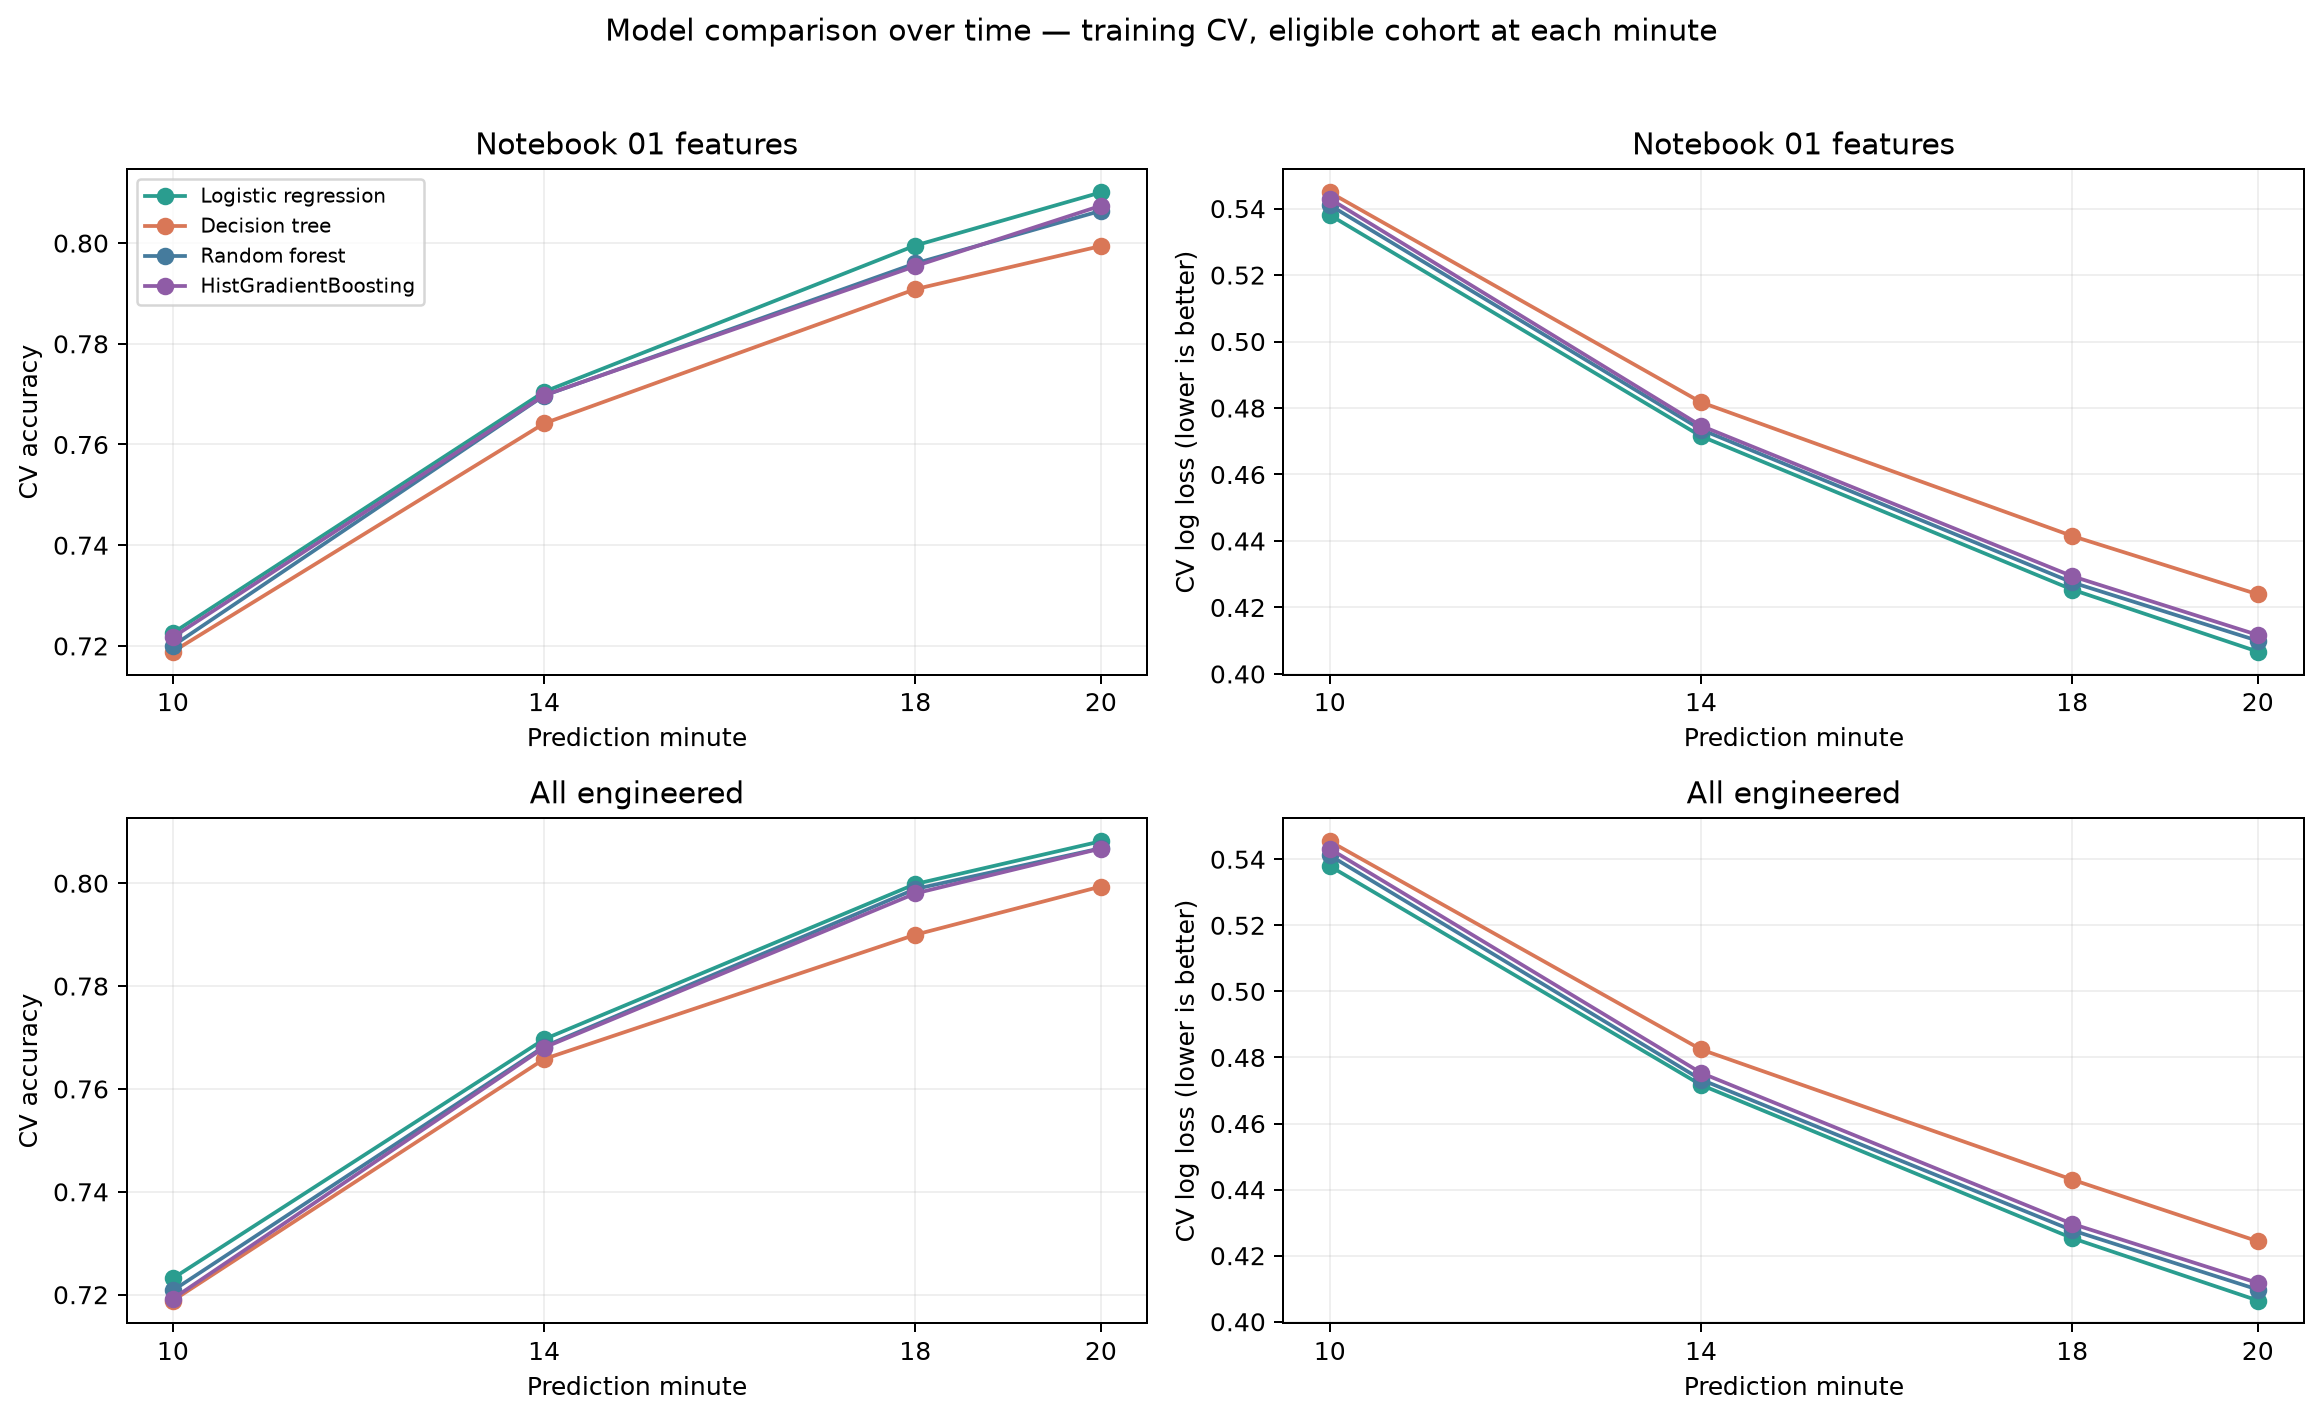 Model comparison over time — training CV, eligible cohort at each minute
Notebook 01 features
CV accuracy
0.80
0.78
0.76
0.74
0.72
Logistic regression
Decision tree
Random forest
HistGradientBoosting
10 14 18 20
Prediction minute
Notebook 01 features
CV log loss (lower is better)
0.54
0.52
0.50
0.48
0.46
0.44
0.42
0.40
10 14 18 20
Prediction minute
All engineered
CV accuracy
0.80
0.78
0.76
0.74
0.72
10 14 18 20
Prediction minute
All engineered
CV log loss (lower is better)
0.54
0.52
0.50
0.48
0.46
0.44
0.42
0.40
10 14 18 20
Prediction minute